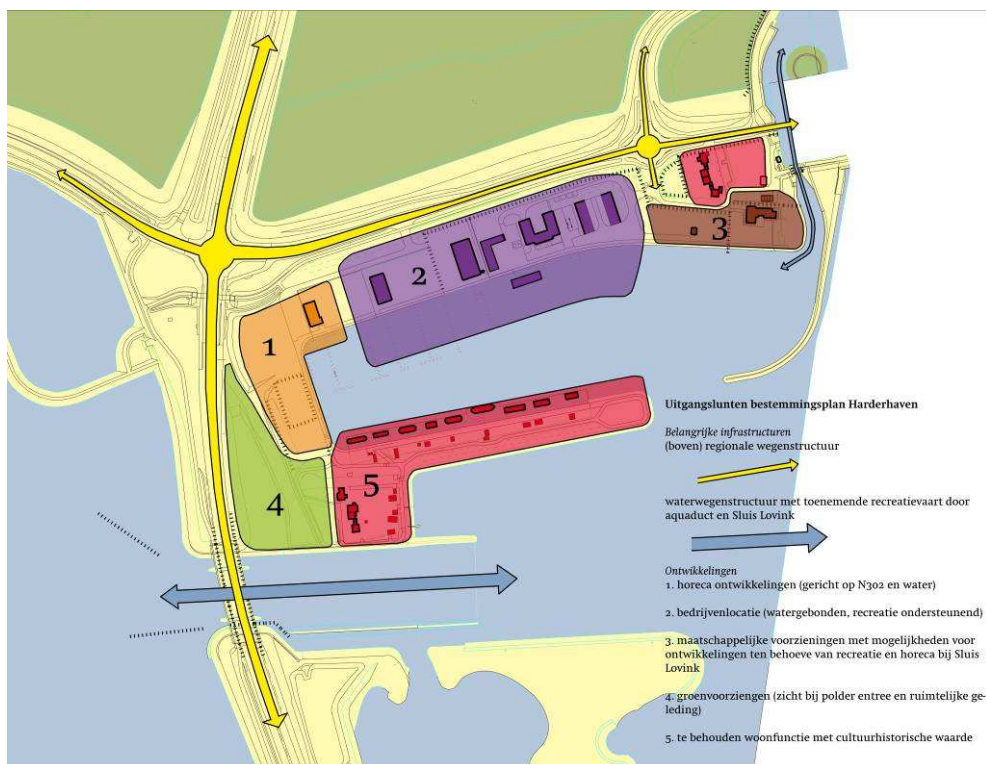 1
2
3
4
5
Uitgangslunten bestemmingsplan Harderhaven
Belangrijke infrastructuren
(boven) regionale wegenstructuur
waterwegenstructuur met toenemende recreatievaart door
aquaduct en Sluis Lovink
Ontwikkelingen
1. horeca ontwikkelingen (gericht op N302 en water)
2. bedrijvenlocatie (watergebonden, recreatie ondersteunend)
3. maatschappelijke voorzieningen met mogelijkheden voor
ontwikkelingen ten behoeve van recreatie en horeca bij Sluis
Lovink
4. groenvoorziengen (zicht bij polder entree en ruimtelijke ge-
leding)
5. te behouden woonfunctie met cultuurhistorische waarde